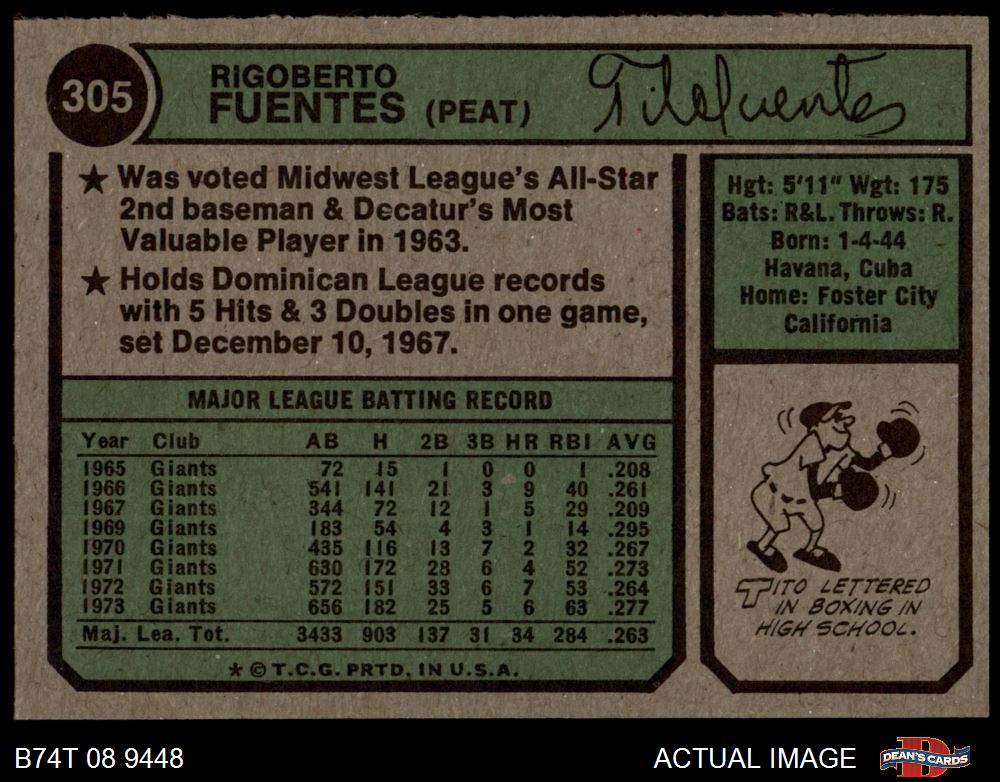 305
RIGOBERTO
FUENTES (PEAT)
Tito Fuentes
★ Was voted Midwest League's All-Star
2nd baseman & Decatur's Most
Valuable Player in 1963.
★ Holds Dominican League records
with 5 Hits & 3 Doubles in one game,
set December 10, 1967.
Hgt: 5'11" Wgt: 175
Bats: R&L. Throws: R.
Born: 1-4-44
Havana, Cuba
Home: Foster City
California
MAJOR LEAGUE BATTING RECORD
Year Club AB H 2B 3B HR RBI AVG
1965 Giants 72 15 1 0 0 1 .208
1966 Giants 541 141 21 3 9 40 .261
1967 Giants 344 72 12 1 5 29 .209
1969 Giants 183 54 4 3 1 14 .295
1970 Giants 435 116 13 7 2 32 .267
1971 Giants 630 172 28 6 4 52 .273
1972 Giants 572 151 33 6 7 53 .264
1973 Giants 656 182 25 5 6 63 .277
Maj. Lea. Tot. 3433 903 137 31 34 284 .263
* © T.C.G. PRTD. IN U.S.A.
TITO LETTERED
IN BOXING IN
HIGH SCHOOL.
B74T 08 9448
ACTUAL IMAGE
DEAN'S CARDS